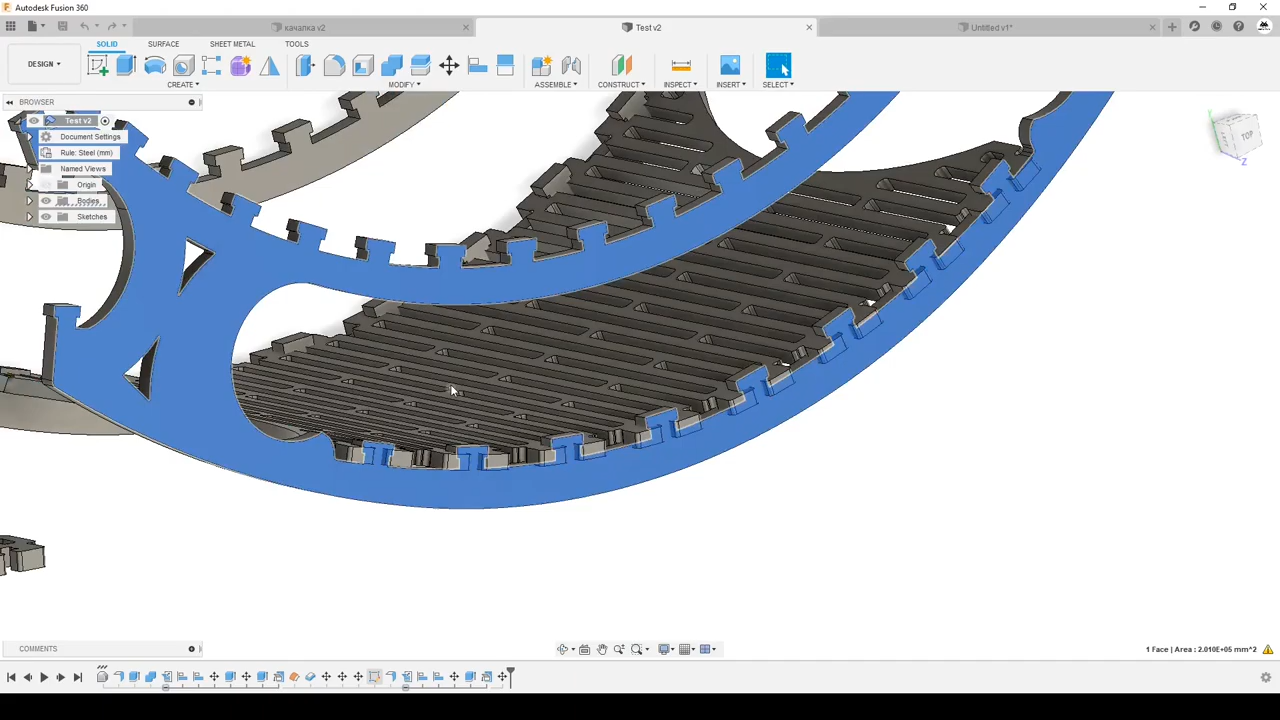 Autodesk Fusion 360
качалка v2
Test v2
Untitled v1*
DESIGN
SOLID
SURFACE
SHEET METAL
TOOLS
CREATE
MODIFY
ASSEMBLE
CONSTRUCT
INSPECT
INSERT
SELECT
BROWSER
Test v2
Document Settings
Rule: Steel (mm)
Named Views
Origin
Bodies
Sketches
TOP
Z
COMMENTS
1 Face | Area : 2.010E+05 mm^2